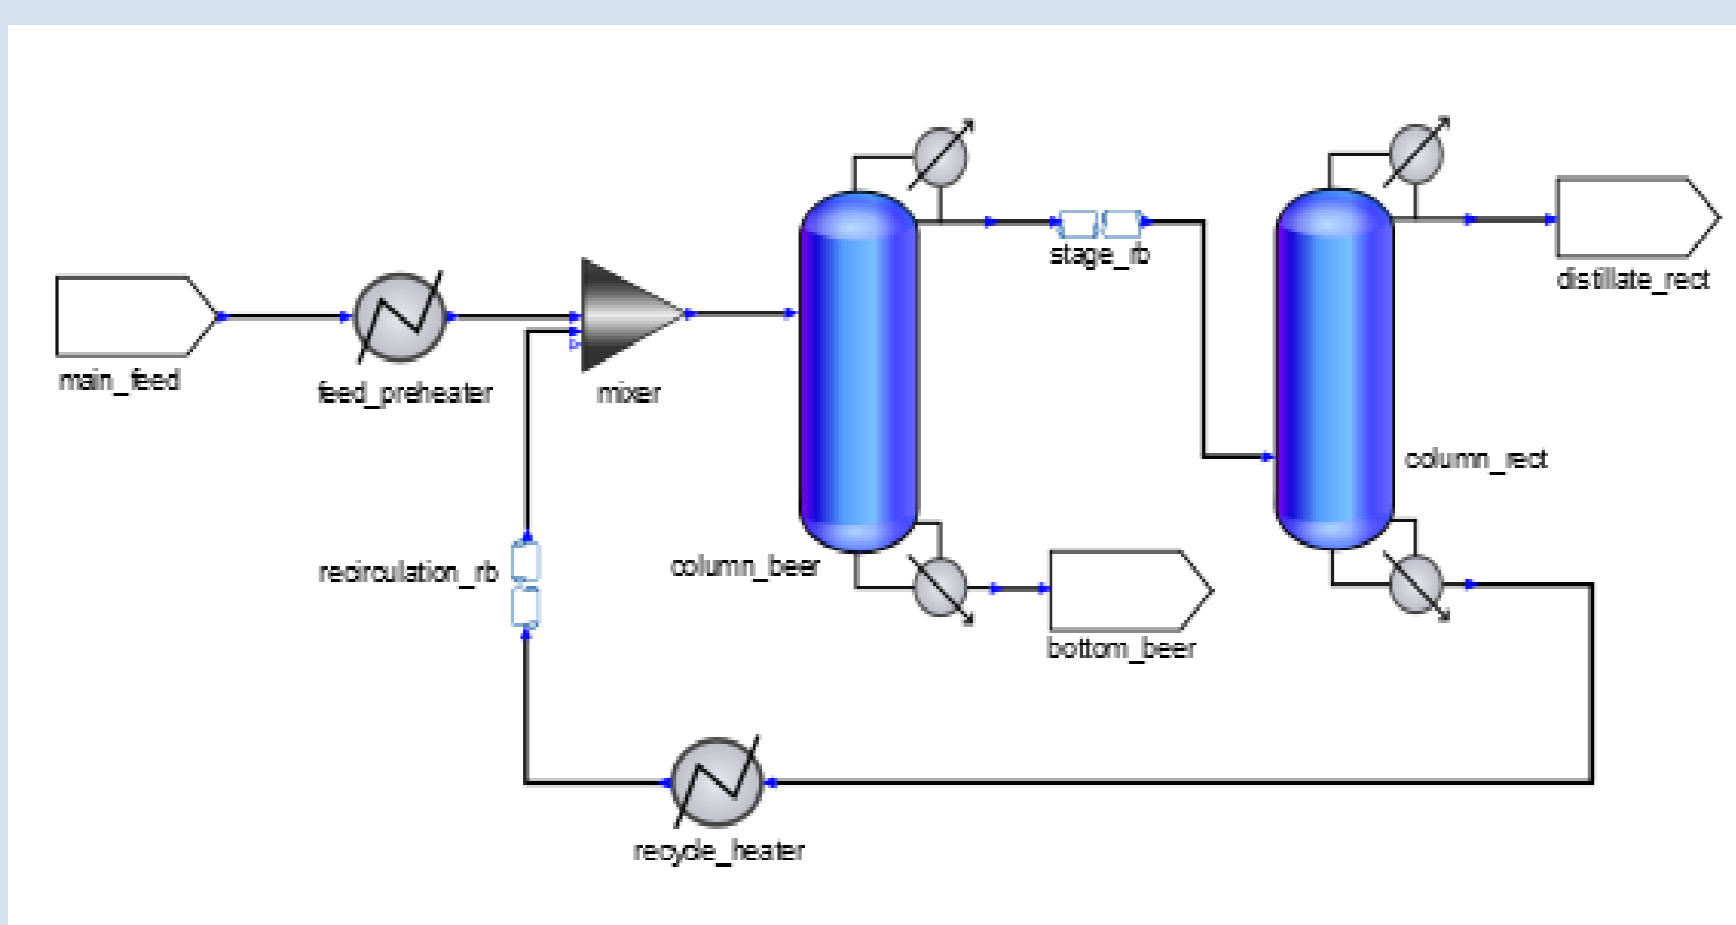 stage_rb
distillate_rect
main_feed
feed_preheater
mixer
column_rect
recirculation_rb
column_beer
bottom_beer
recycle_heater